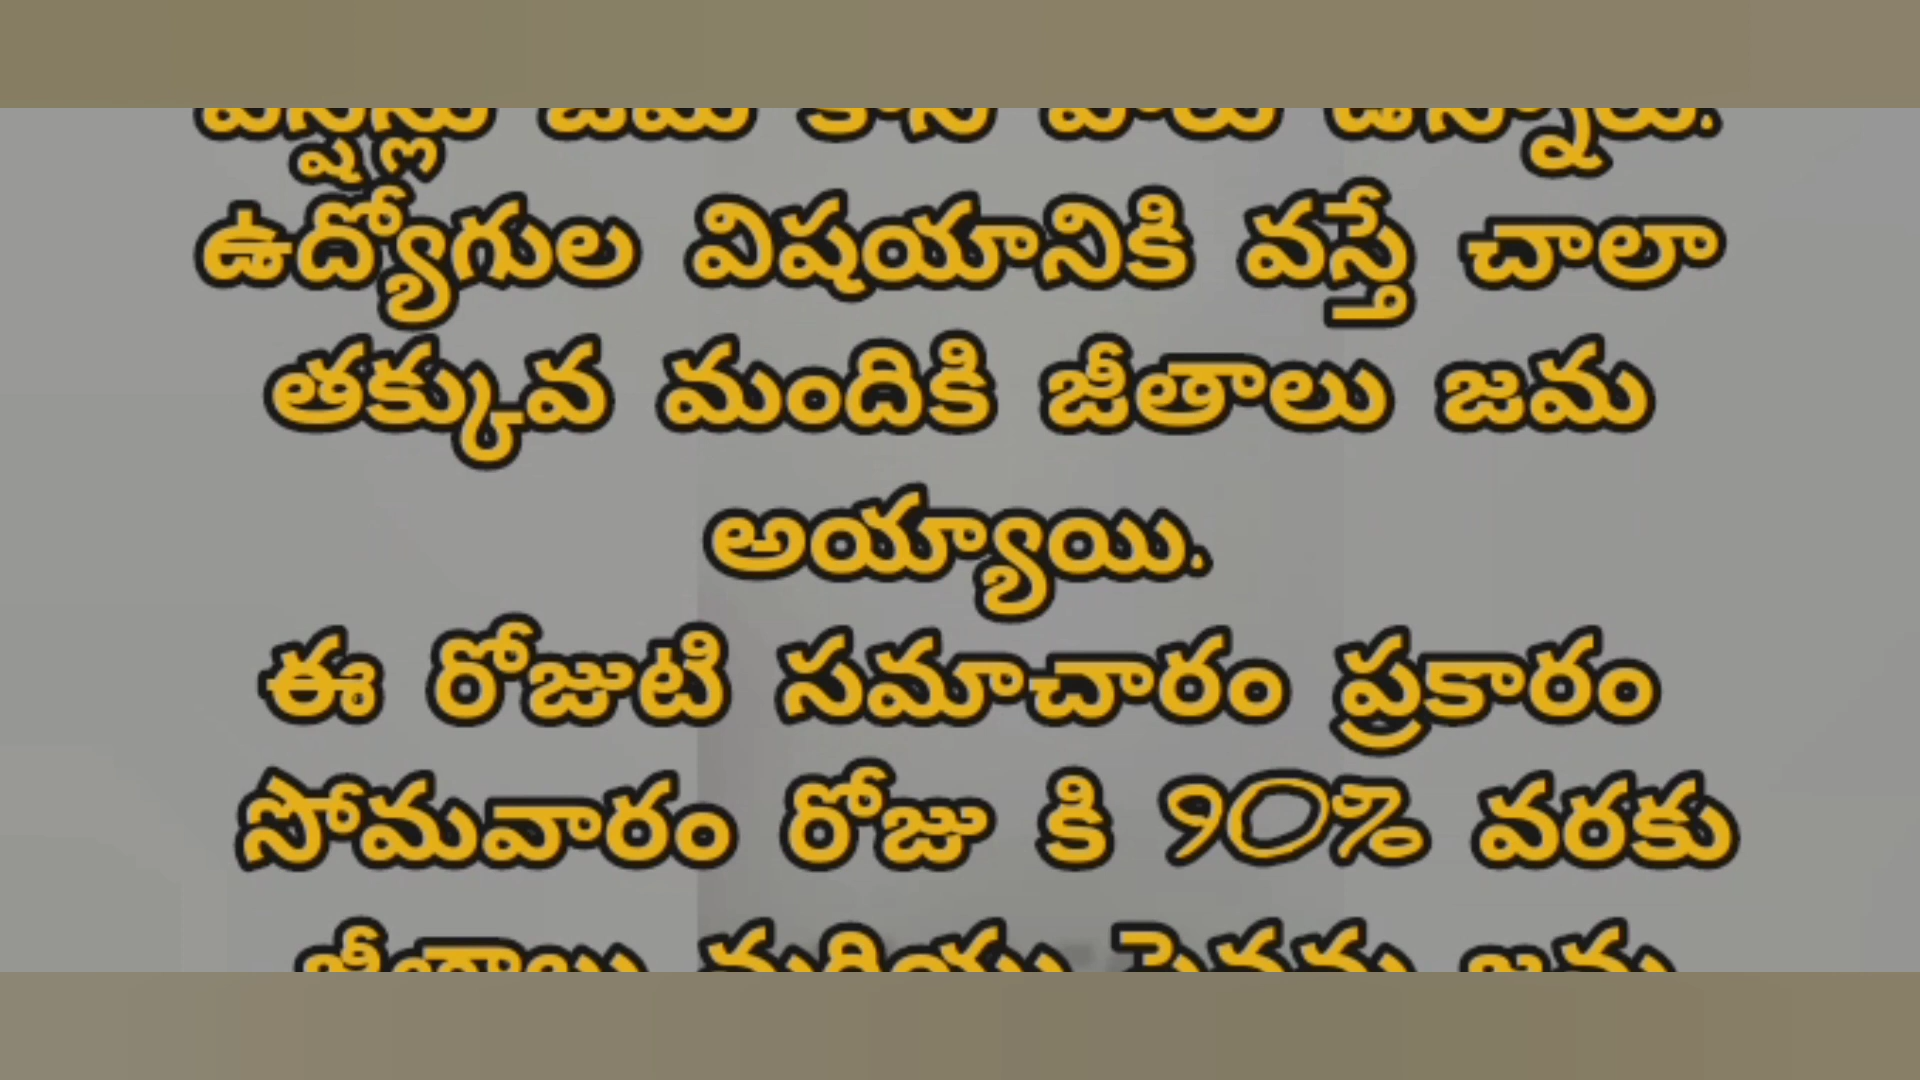 ఉద్యోగుల విషయానికి వస్తే చాలా
తక్కువ మందికి జీతాలు జమ
అయ్యాయి.
ఈ రోజుటి సమాచారం ప్రకారం
సోమవారం రోజు కి 90% వరకు